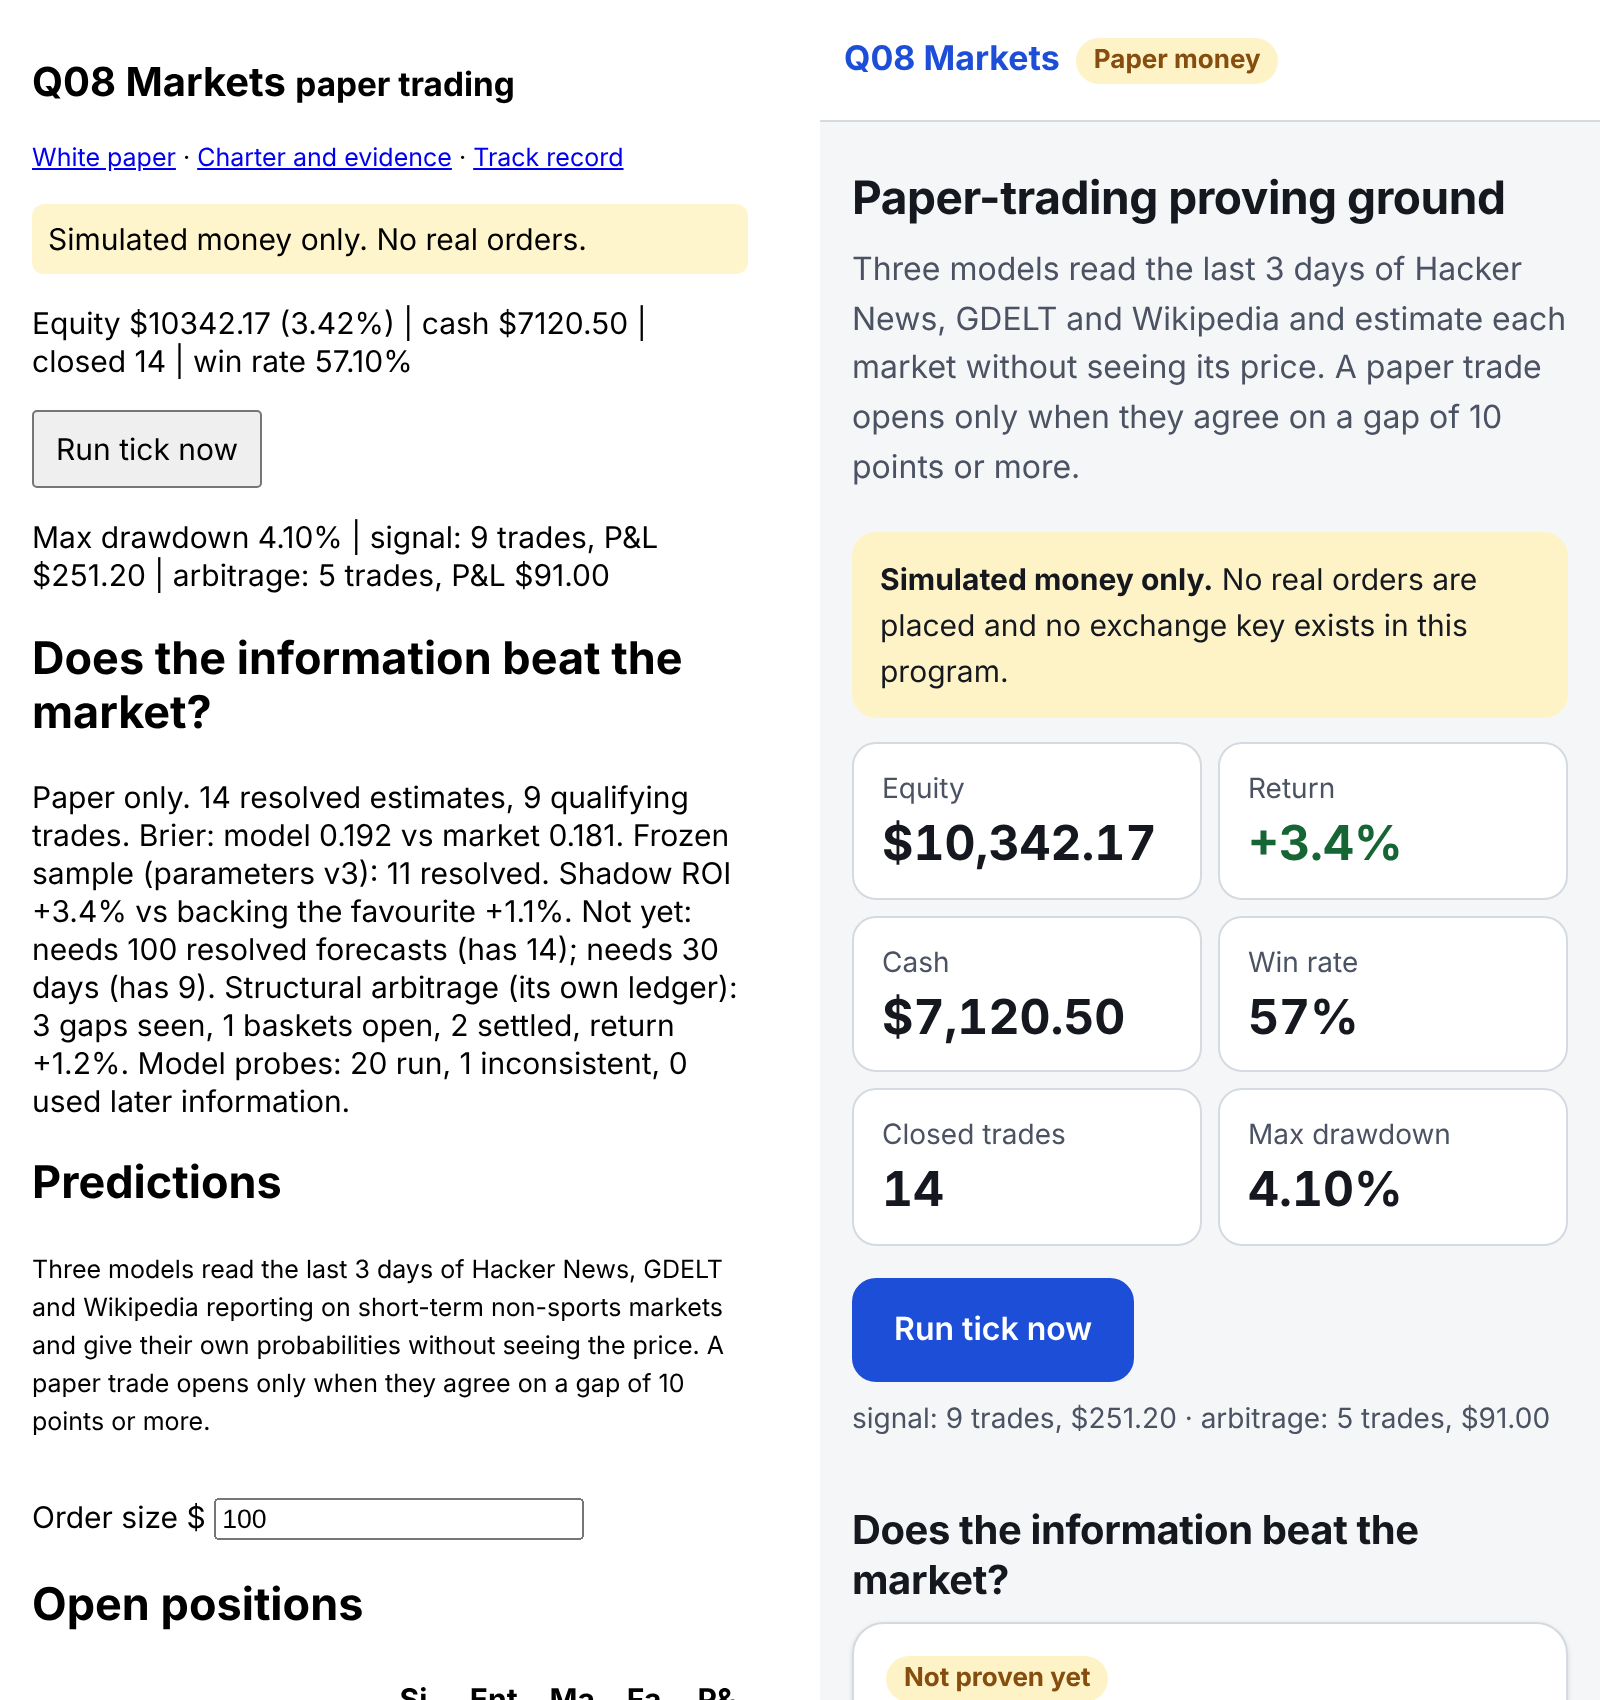 Q08 Markets paper trading
White paper · Charter and evidence · Track record
Simulated money only. No real orders.
Equity $10342.17 (3.42%) | cash $7120.50 |
closed 14 | win rate 57.10%
Run tick now
Max drawdown 4.10% | signal: 9 trades, P&L
$251.20 | arbitrage: 5 trades, P&L $91.00
Does the information beat the
market?
Paper only. 14 resolved estimates, 9 qualifying
trades. Brier: model 0.192 vs market 0.181. Frozen
sample (parameters v3): 11 resolved. Shadow ROI
+3.4% vs backing the favourite +1.1%. Not yet:
needs 100 resolved forecasts (has 14); needs 30
days (has 9). Structural arbitrage (its own ledger):
3 gaps seen, 1 baskets open, 2 settled, return
+1.2%. Model probes: 20 run, 1 inconsistent, 0
used later information.
Predictions
Three models read the last 3 days of Hacker News, GDELT
and Wikipedia reporting on short-term non-sports markets
and give their own probabilities without seeing the price. A
paper trade opens only when they agree on a gap of 10
points or more.
Order size $ 100
Open positions
Si Ent Ma Fa P&
Q08 Markets Paper money
Paper-trading proving ground
Three models read the last 3 days of Hacker
News, GDELT and Wikipedia and estimate each
market without seeing its price. A paper trade
opens only when they agree on a gap of 10
points or more.
Simulated money only. No real orders are
placed and no exchange key exists in this
program.
Equity
$10,342.17
Return
+3.4%
Cash
$7,120.50
Win rate
57%
Closed trades
14
Max drawdown
4.10%
Run tick now
signal: 9 trades, $251.20 · arbitrage: 5 trades, $91.00
Does the information beat the
market?
Not proven yet